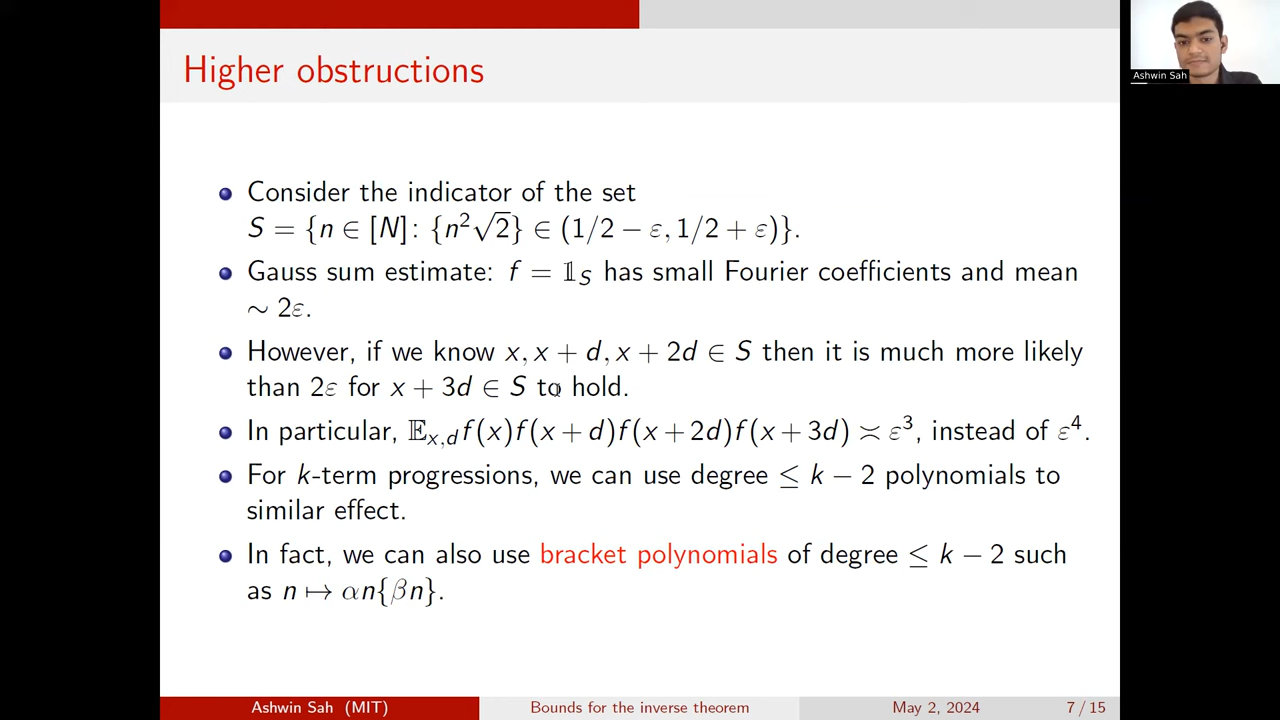 Higher obstructions
Ashwin Sah
Consider the indicator of the set
S = {n ∈ [N]: {n²√2} ∈ (1/2 − ε, 1/2 + ε)}.
Gauss sum estimate: f = 𝟙_S has small Fourier coefficients and mean
∼ 2ε.
However, if we know x, x + d, x + 2d ∈ S then it is much more likely
than 2ε for x + 3d ∈ S to hold.
In particular, 𝔼_{x,d} f(x)f(x + d)f(x + 2d)f(x + 3d) ≍ ε³, instead of ε⁴.
For k-term progressions, we can use degree ≤ k − 2 polynomials to
similar effect.
In fact, we can also use bracket polynomials of degree ≤ k − 2 such
as n ↦ αn{βn}.
Ashwin Sah (MIT) Bounds for the inverse theorem May 2, 2024 7 / 15